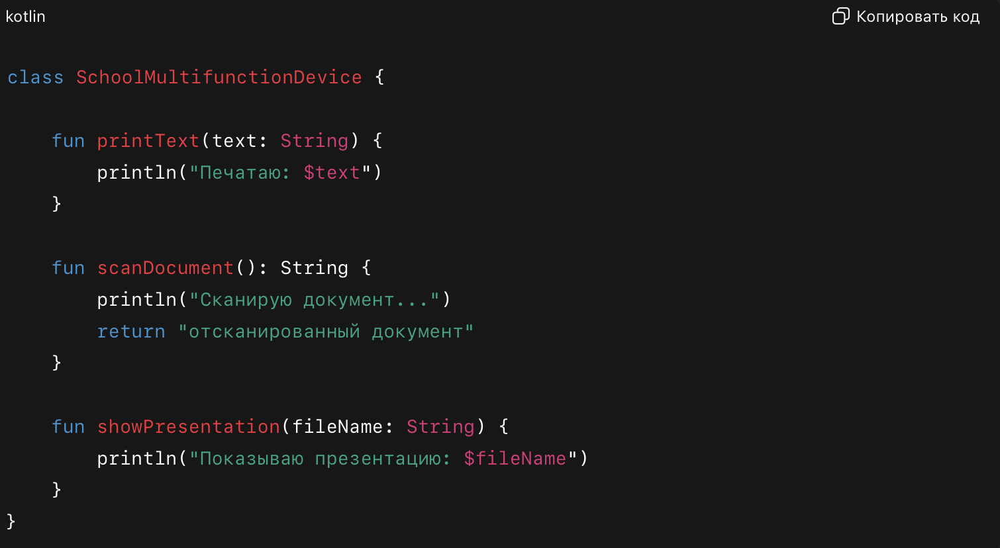 kotlin
Копировать код
class SchoolMultifunctionDevice {
    fun printText(text: String) {
        println("Печатаю: $text")
    }
    fun scanDocument(): String {
        println("Сканирую документ...")
        return "отсканированный документ"
    }
    fun showPresentation(fileName: String) {
        println("Показываю презентацию: $fileName")
    }
}